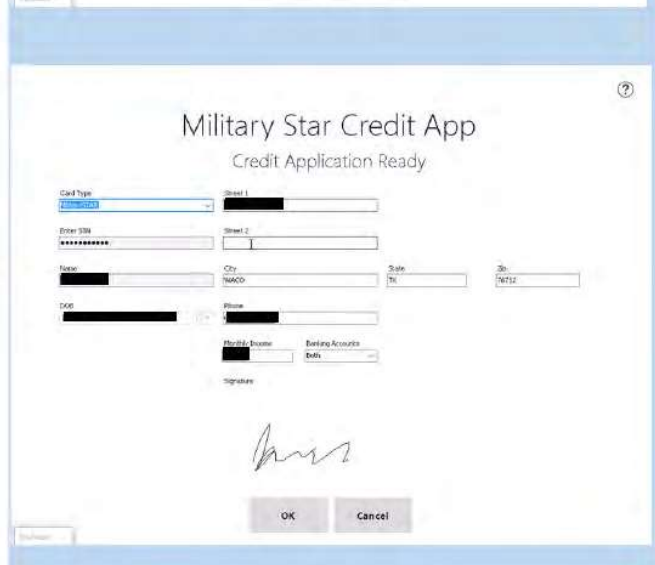 ?
Military Star Credit App
Credit Application Ready
Card Type
Street 1
Enter SSN
Street 2
Name
City
State
Zip
WACO
TX
76712
DOB
Phone
Monthly Income
Banking Accounts
Both
Signature
OK
Cancel